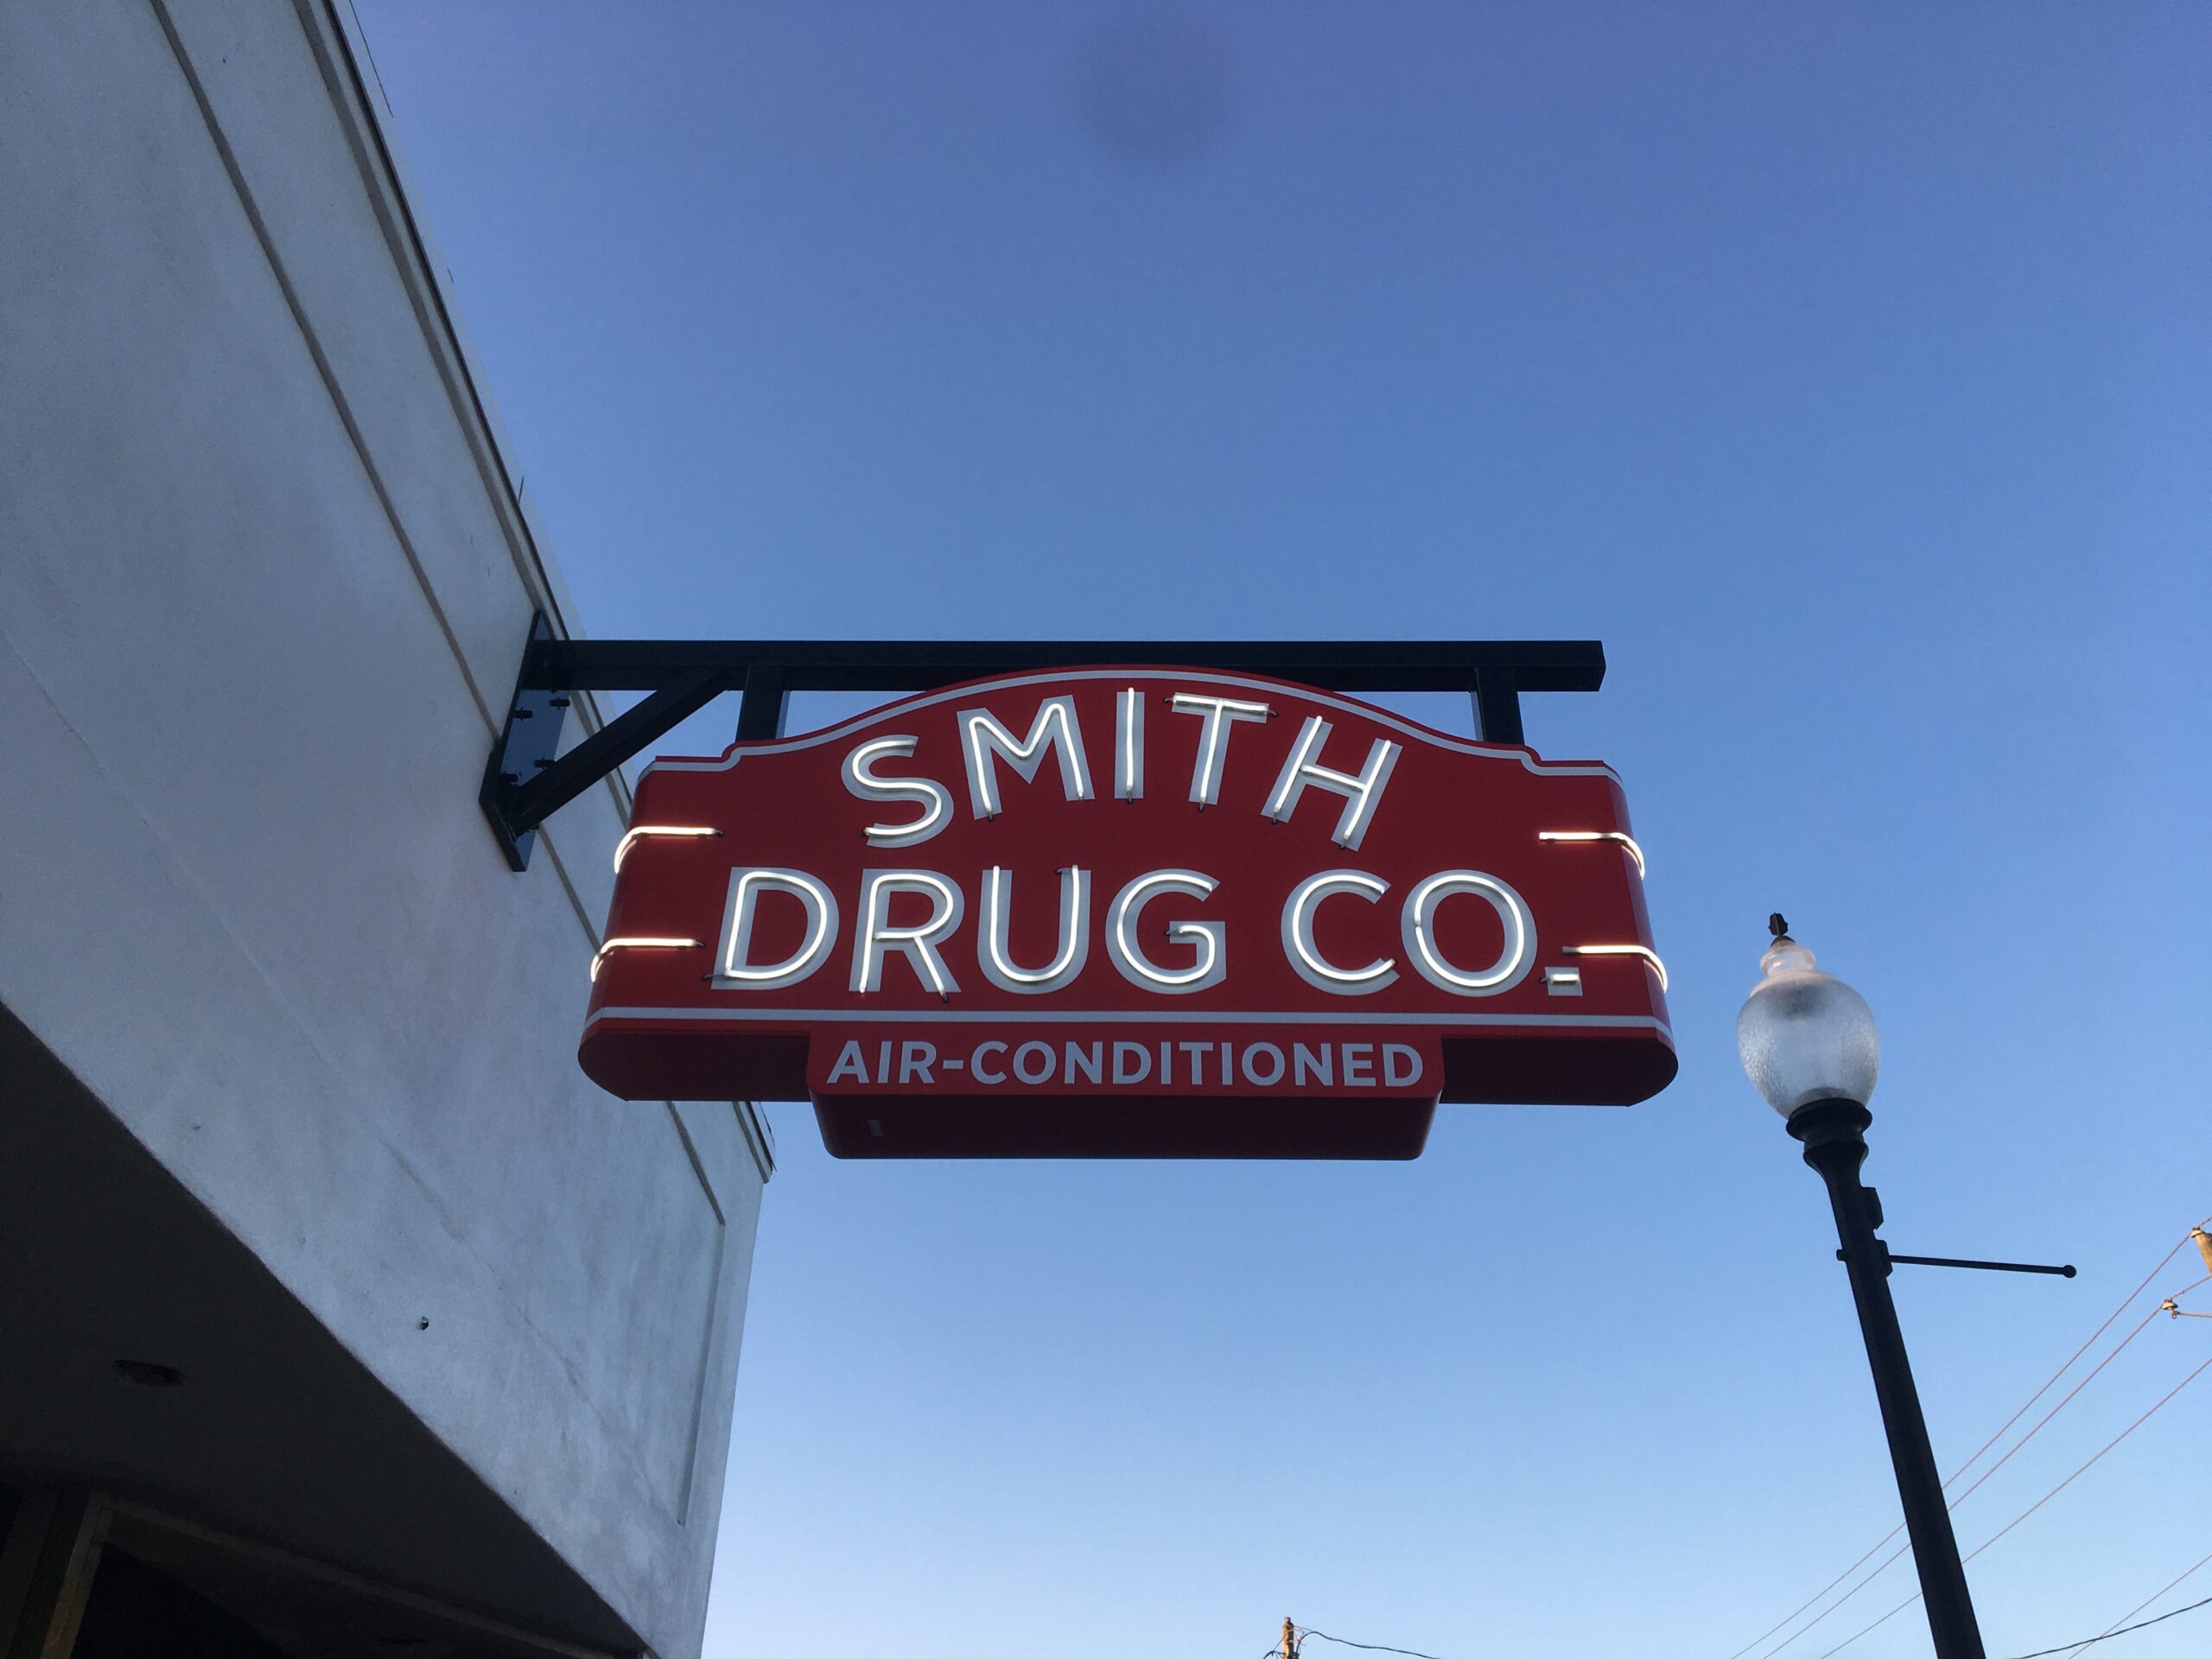 SMITH
DRUG CO.
AIR-CONDITIONED